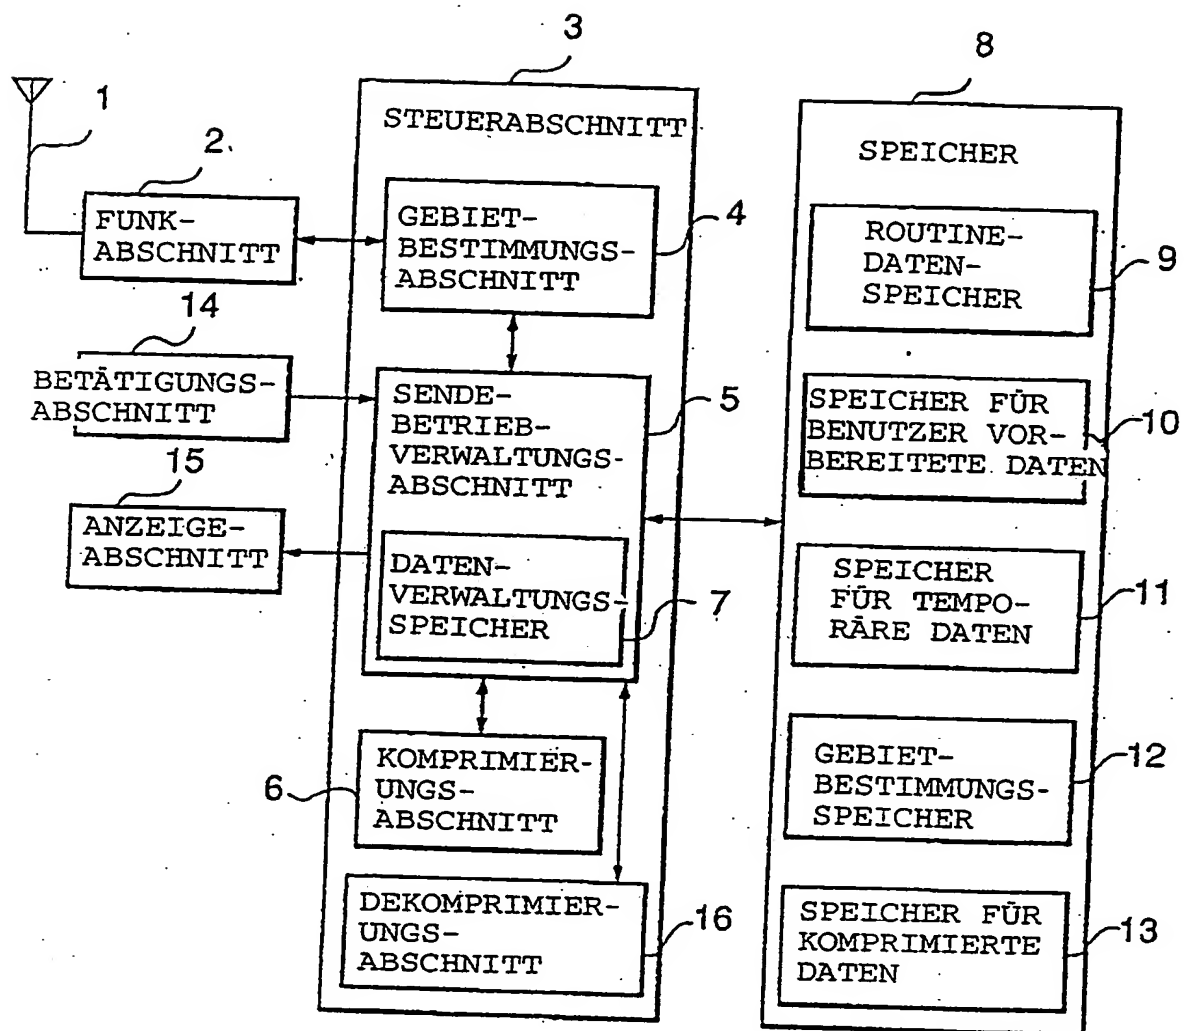 3
8
1
2
STEUERABSCHNITT
SPEICHER
FUNK-
ABSCHNITT
GEBIET-
BESTIMMUNGS-
ABSCHNITT
4
ROUTINE-
DATEN-
SPEICHER
9
14
BETÄTIGUNGS-
ABSCHNITT
SENDE-
BETRIEB-
VERWALTUNGS-
ABSCHNITT
5
SPEICHER FÜR
BENUTZER VOR-
BEREITETE DATEN
10
15
ANZEIGE-
ABSCHNITT
DATEN-
VERWALTUNGS-
SPEICHER
7
SPEICHER
FÜR TEMPO-
RÄRE DATEN
11
6
KOMPRIMIER-
UNGS-
ABSCHNITT
GEBIET-
BESTIMMUNGS-
SPEICHER
12
DEKOMPRIMIER-
UNGS-
ABSCHNITT
16
SPEICHER FÜR
KOMPRIMIERTE
DATEN
13